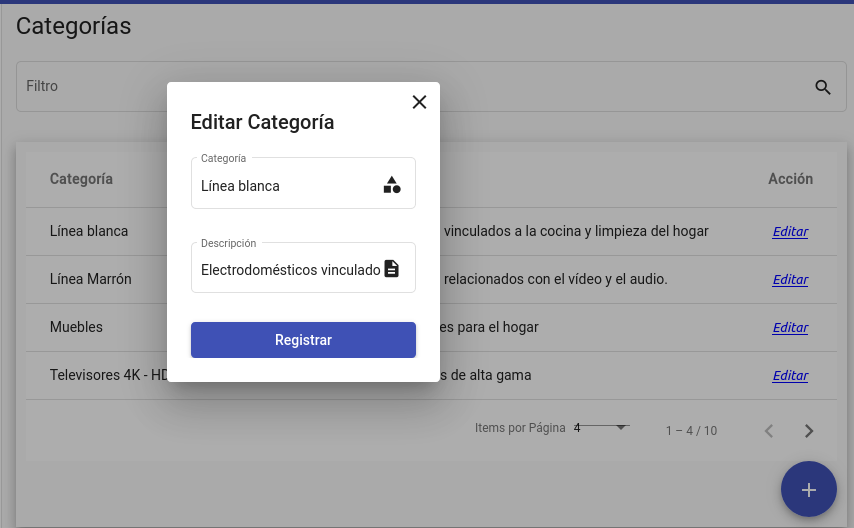 Categorías
Filtro
Editar Categoría
Categoría
Línea blanca
Descripción
Electrodomésticos vinculado
Registrar
Categoría Acción
Línea blanca vinculados a la cocina y limpieza del hogar Editar
Línea Marrón relacionados con el vídeo y el audio. Editar
Muebles es para el hogar Editar
Televisores 4K - HD s de alta gama Editar
Items por Página 4 1 – 4 / 10